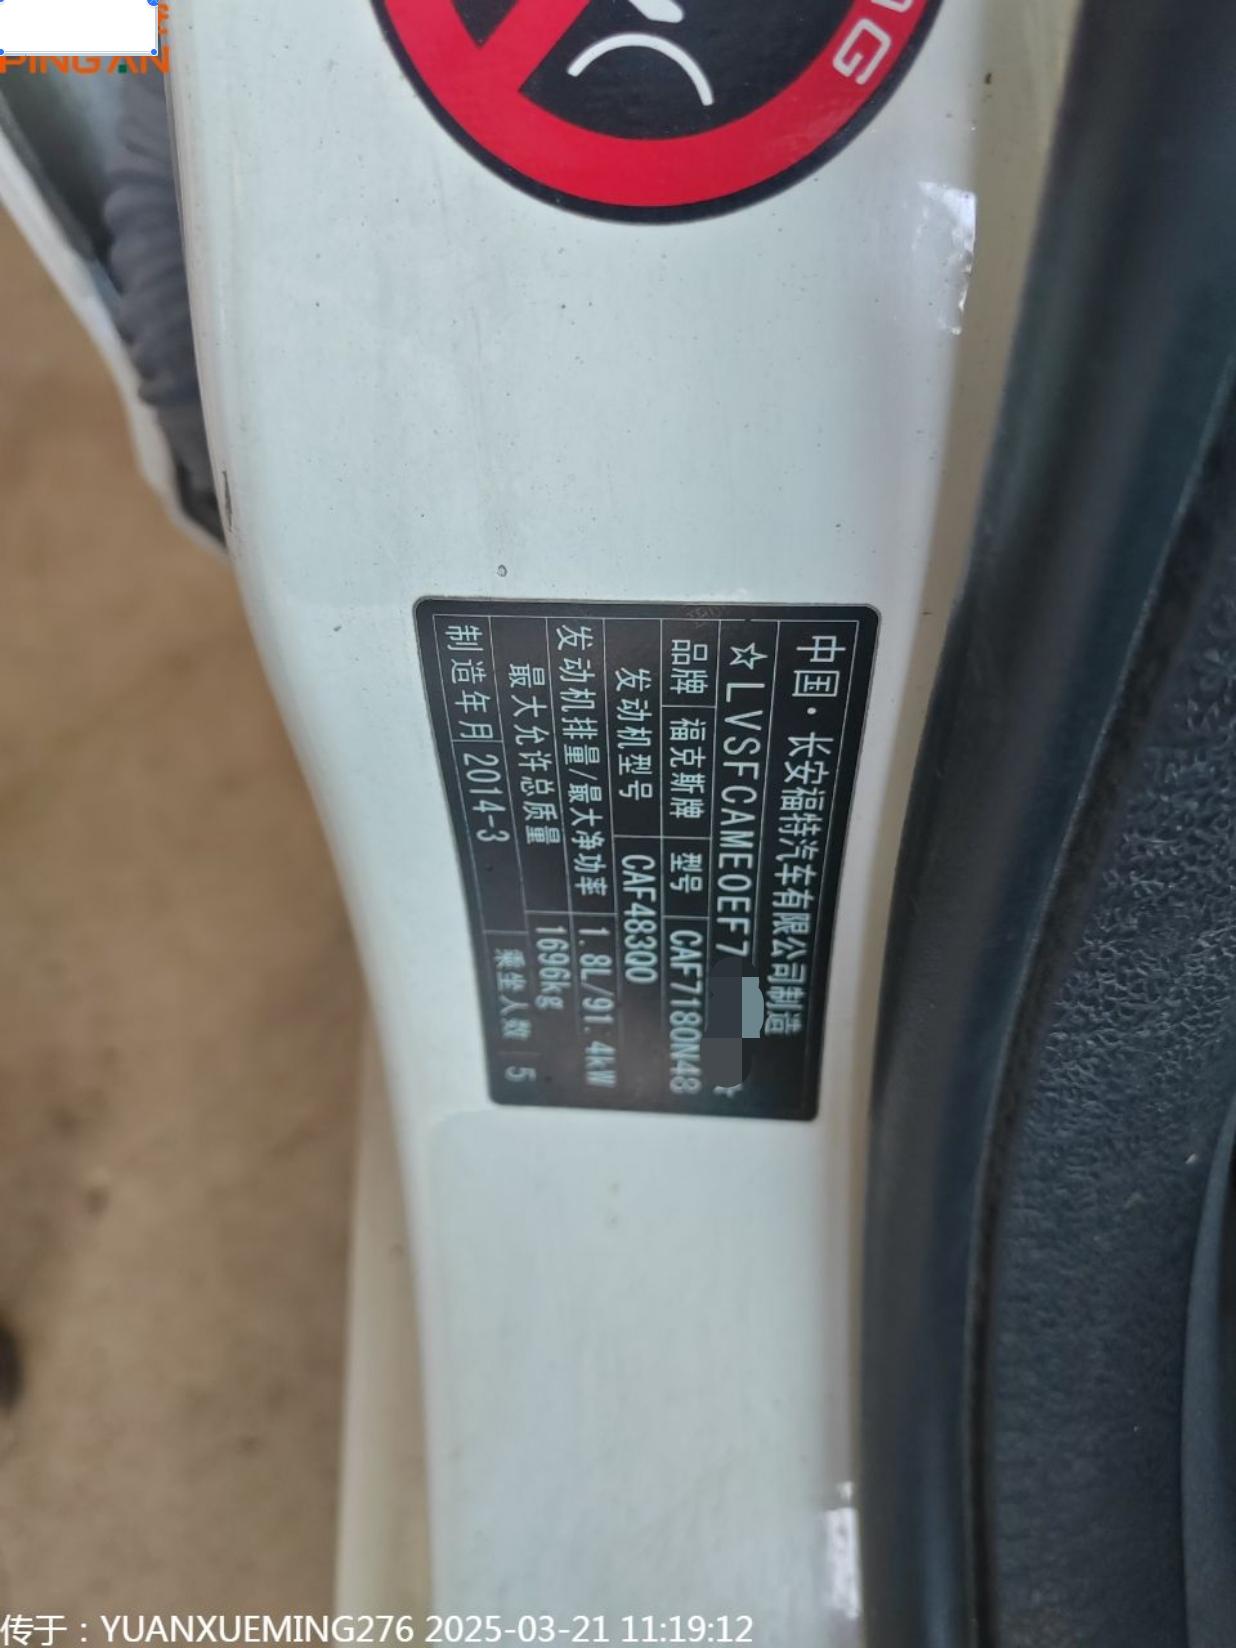 PING AN
NG
中国·长安福特汽车有限公司制造
☆LVSFCAME0EF7
品牌 福克斯牌 型号 CAF7180N48
发动机型号 CAF483Q0
发动机排量/最大净功率 1.8L/91.4kW
最大允许总质量 1696kg
制造年月 2014-3 乘坐人数 5
传于：YUANXUEMING276 2025-03-21 11:19:12